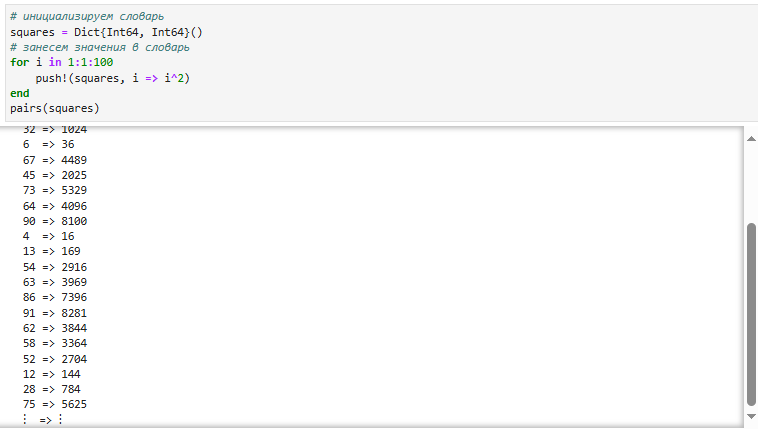 # инициализируем словарь
squares = Dict{Int64, Int64}()
# занесем значения в словарь
for i in 1:1:100
    push!(squares, i => i^2)
end
pairs(squares)
32 => 1024
6  => 36
67 => 4489
45 => 2025
73 => 5329
64 => 4096
90 => 8100
4  => 16
13 => 169
54 => 2916
63 => 3969
86 => 7396
91 => 8281
62 => 3844
58 => 3364
52 => 2704
12 => 144
28 => 784
75 => 5625
⋮  => ⋮